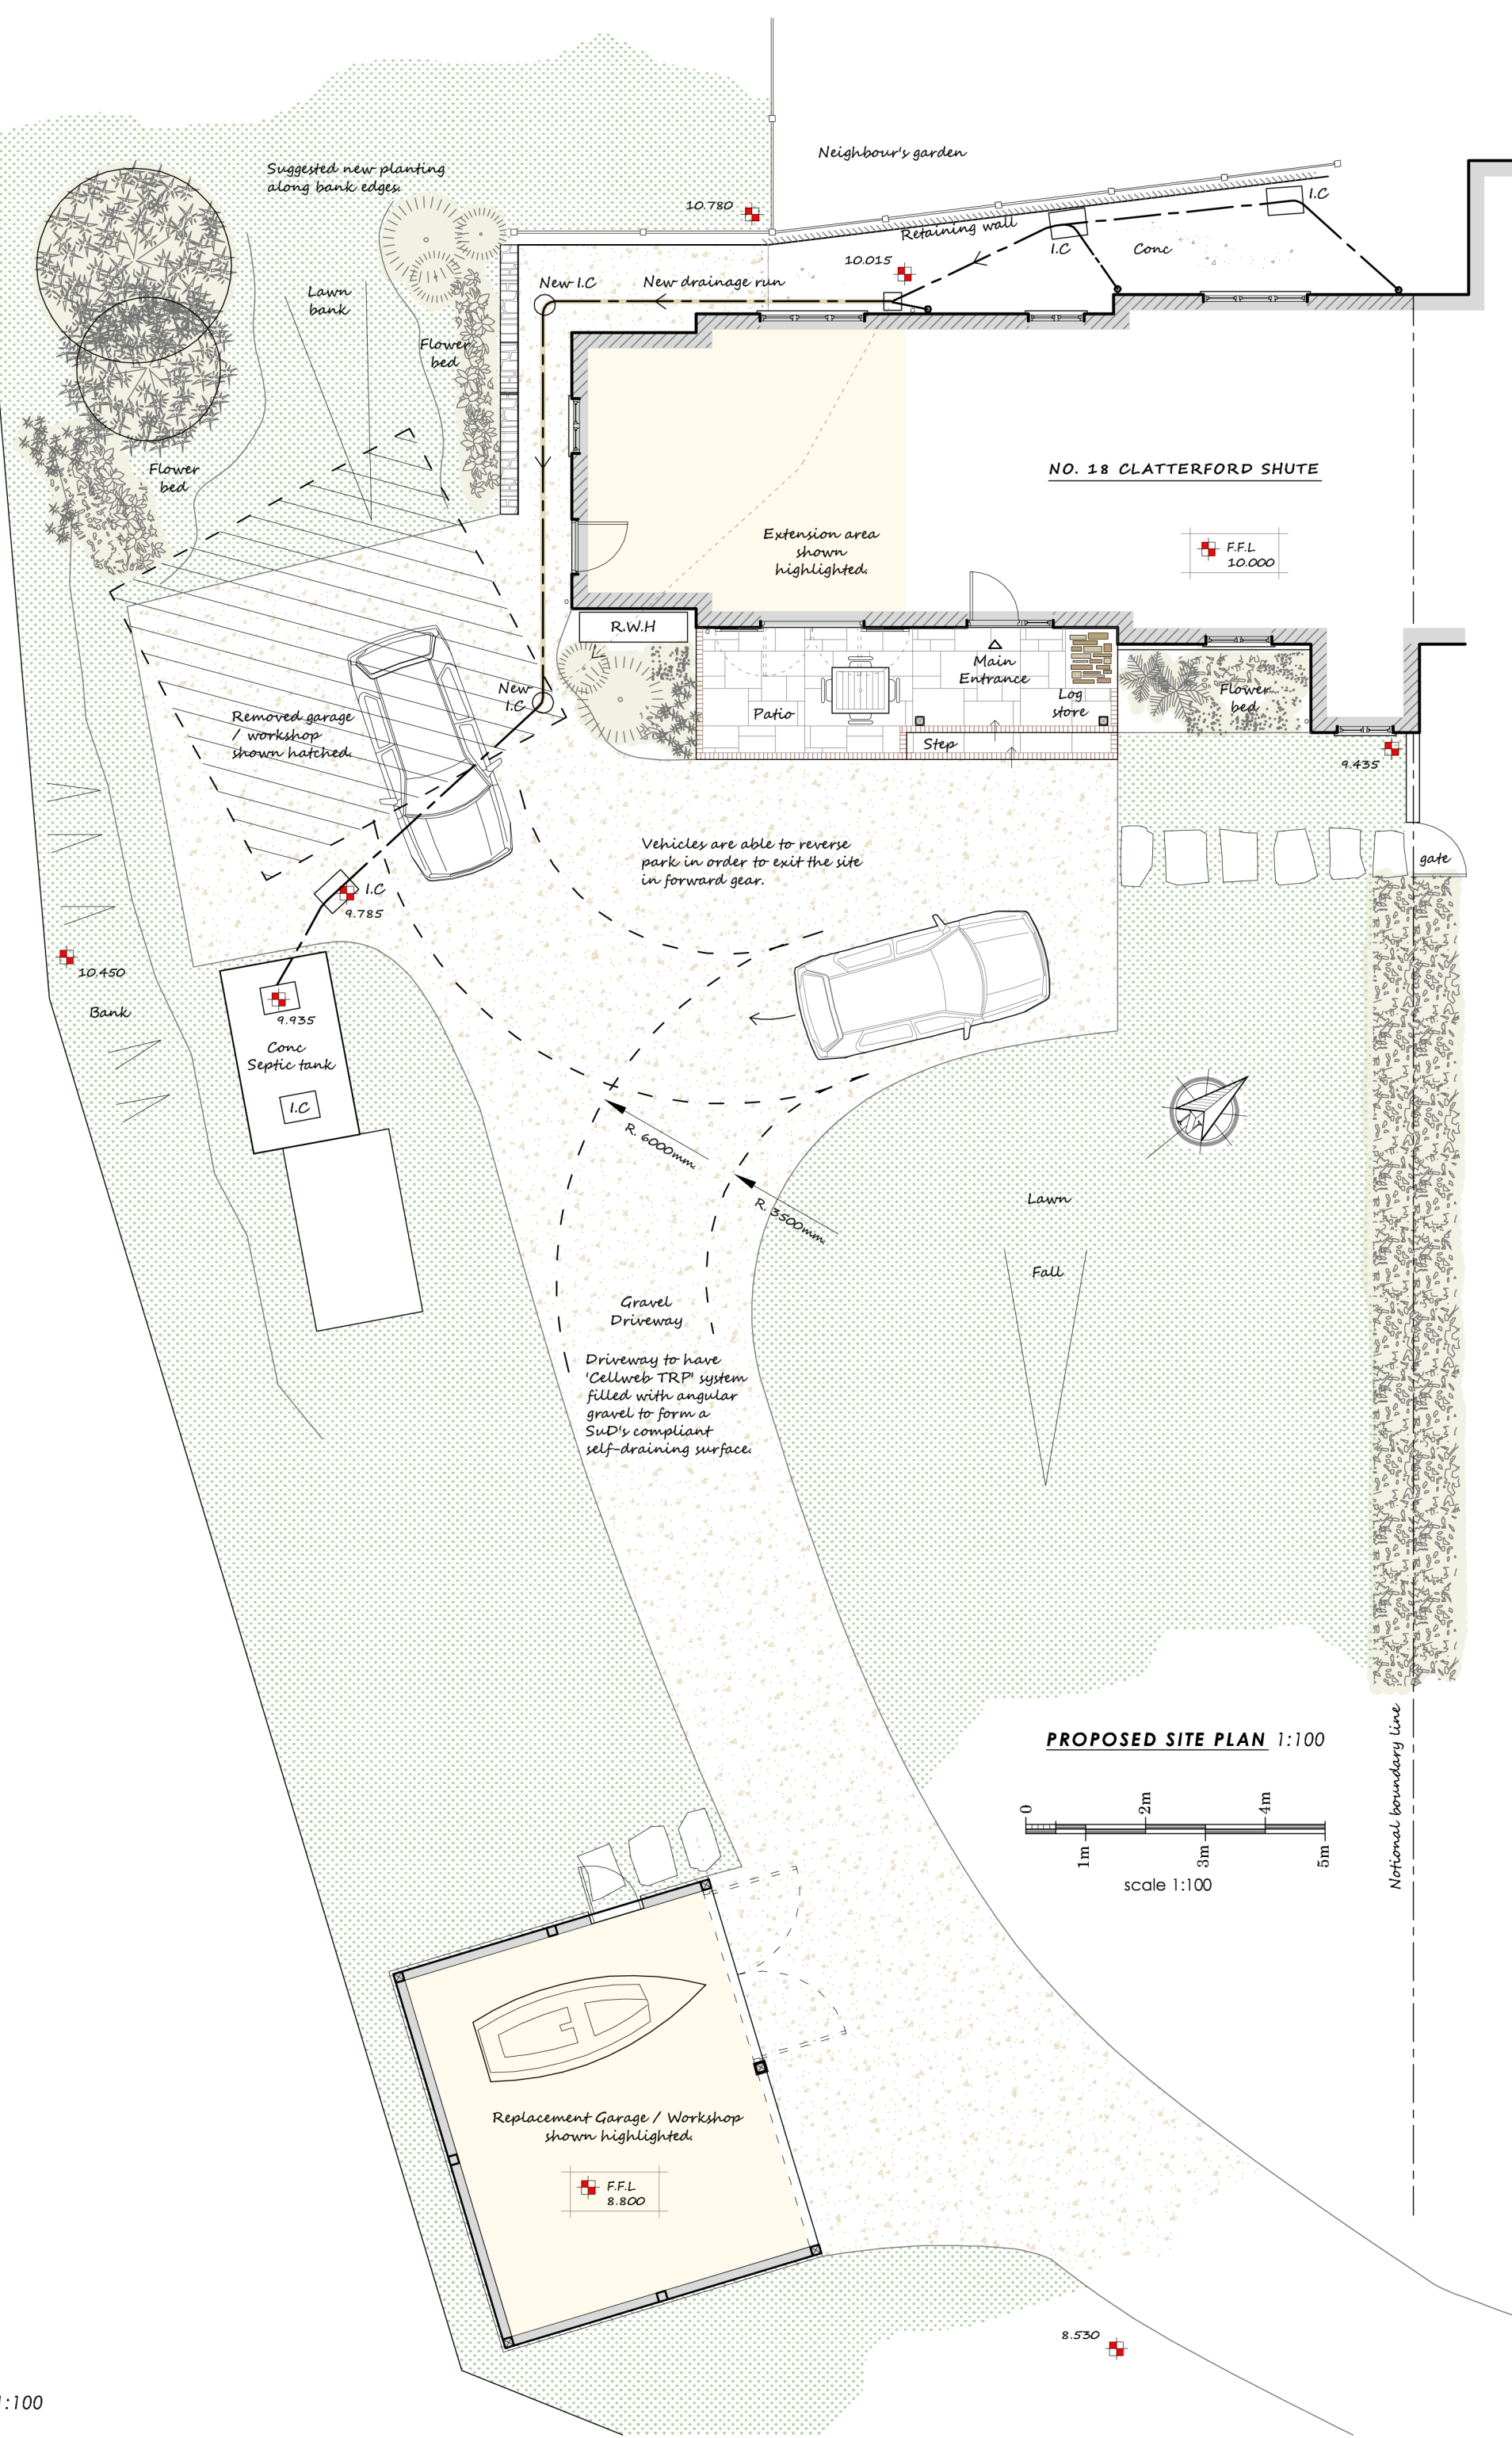 Neighbour's garden
Suggested new planting
along bank edges.
I.C
10.780
Retaining wall
I.C
Conc
10.015
New I.C
New drainage run
Lawn
bank
Flower
bed
Flower
bed
NO. 18 CLATTERFORD SHUTE
Extension area
shown
highlighted.
F.F.L
10.000
R.W.H
Main
Entrance
New
I.C
Log
store
Flower
bed
Patio
Removed garage
/ workshop
shown hatched.
Step
9.435
Vehicles are able to reverse
park in order to exit the site
in forward gear.
gate
I.C
9.785
10.450
Bank
9.935
Conc
Septic tank
I.C
R. 6000mm.
R. 3500mm.
Lawn
Fall
Gravel
Driveway
Driveway to have
'Cellweb TRP' system
filled with angular
gravel to form a
SuD's compliant
self-draining surface.
PROPOSED SITE PLAN 1:100
Notional boundary line
0
2m
4m
1m
3m
5m
scale 1:100
Replacement Garage / Workshop
shown highlighted.
F.F.L
8.800
8.530
:100